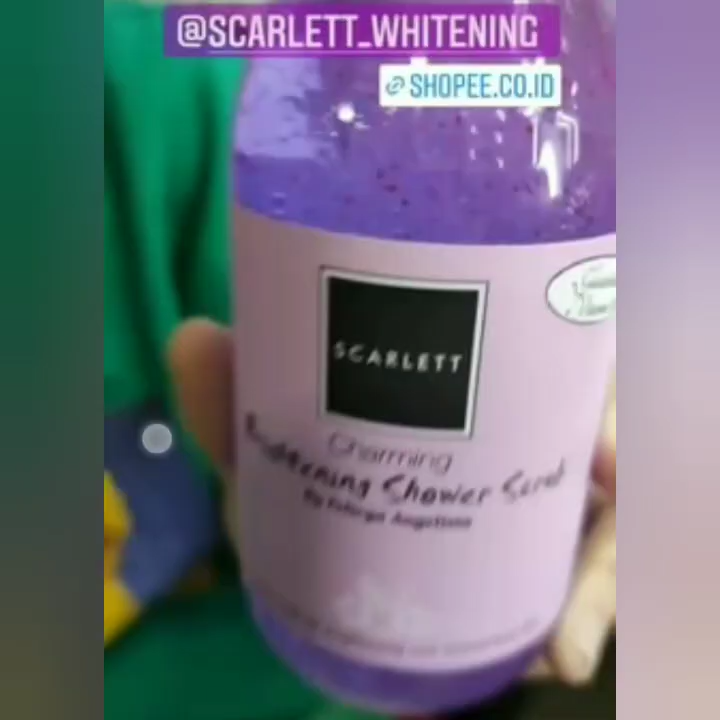 @SCARLETT_WHITENING
SHOPEE.CO.ID
SCARLETT
Charming
Brightening Shower Scrub
By Felicya Angelista